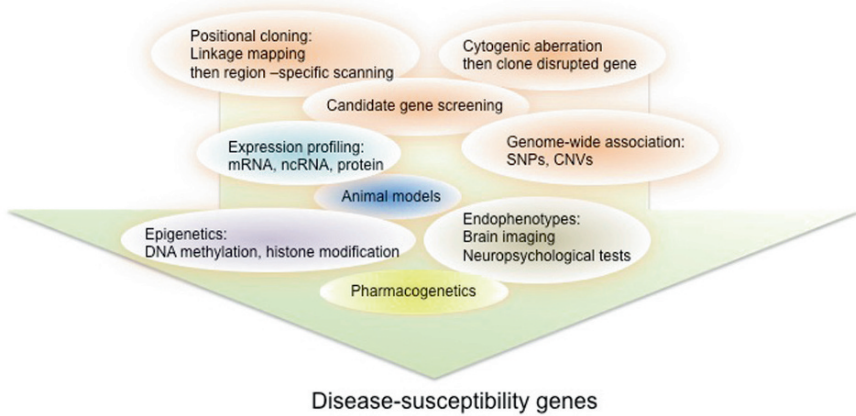 Positional cloning:
Linkage mapping
then region –specific scanning
Cytogenic aberration
then clone disrupted gene
Candidate gene screening
Expression profiling:
mRNA, ncRNA, protein
Genome-wide association:
SNPs, CNVs
Animal models
Epigenetics:
DNA methylation, histone modification
Endophenotypes:
Brain imaging
Neuropsychological tests
Pharmacogenetics
Disease-susceptibility genes